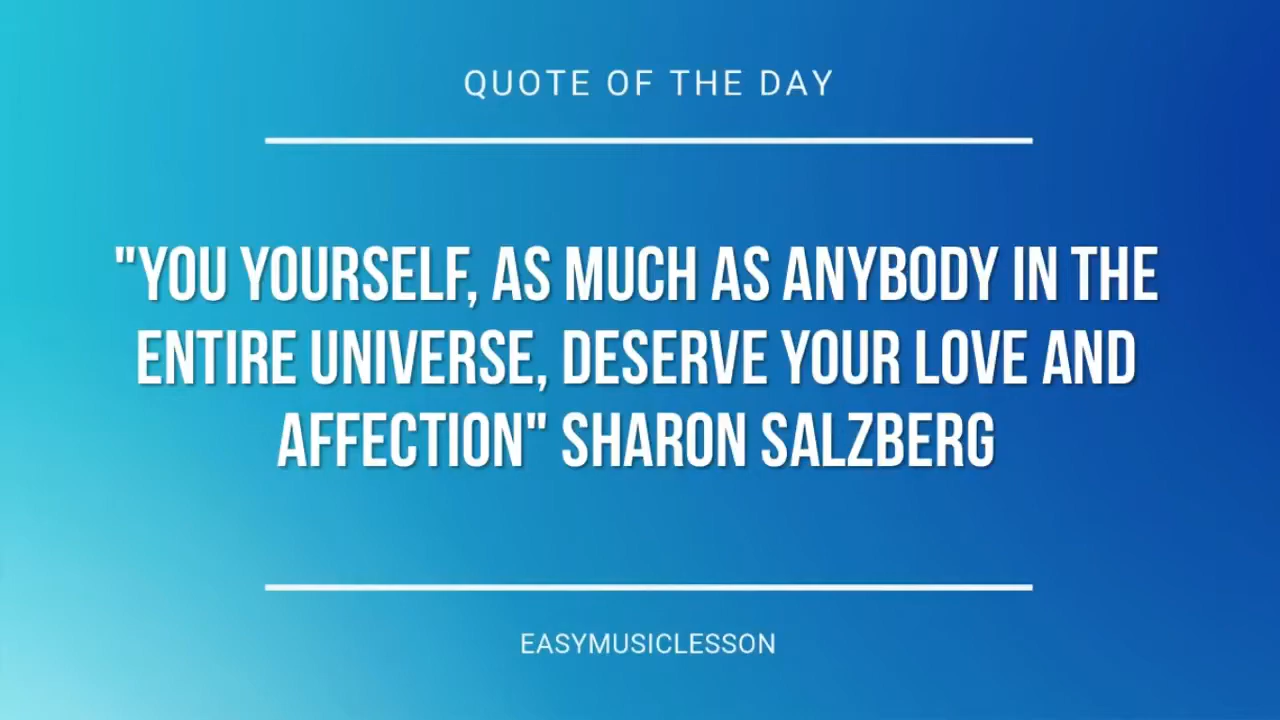 QUOTE OF THE DAY
"YOU YOURSELF, AS MUCH AS ANYBODY IN THE
ENTIRE UNIVERSE, DESERVE YOUR LOVE AND
AFFECTION" SHARON SALZBERG
EASYMUSICLESSON